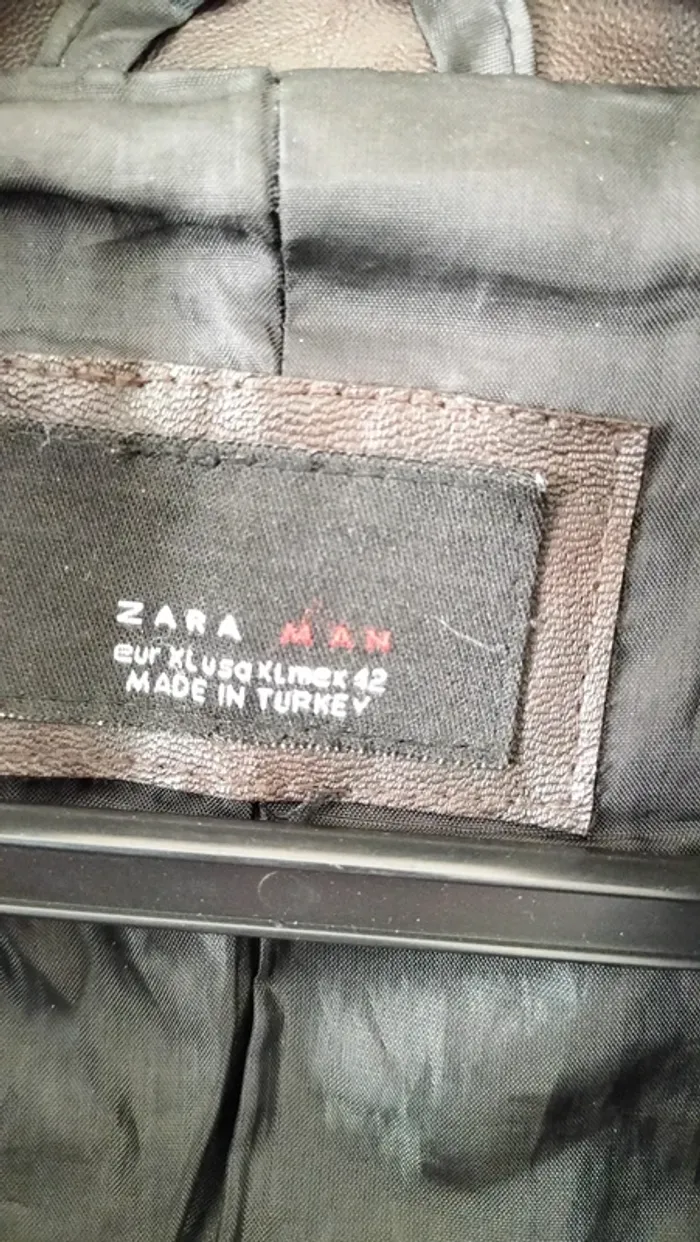 ZARA MAN
eur XL usa XL mex 42
MADE IN TURKEY